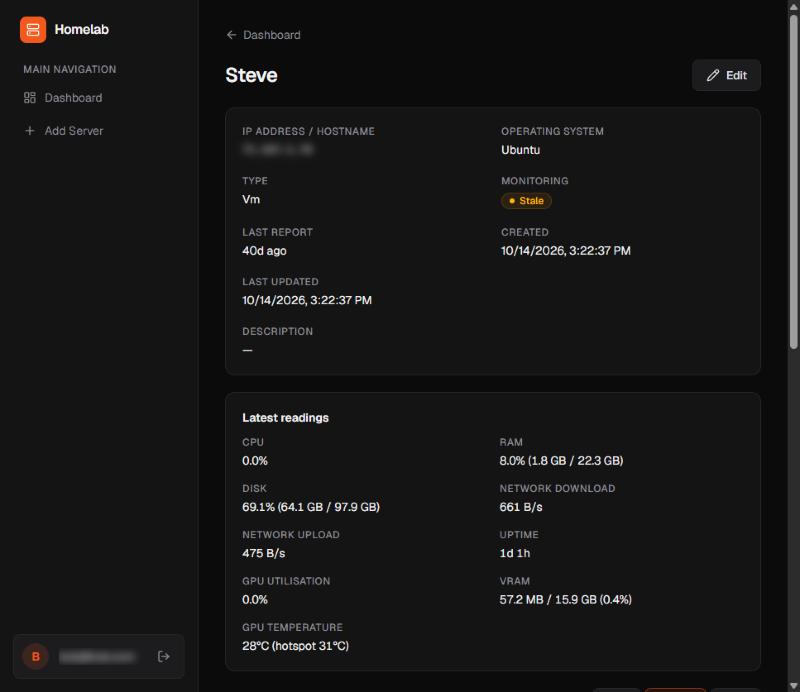 Homelab
MAIN NAVIGATION
Dashboard
Add Server
B
Dashboard
Steve
Edit
IP ADDRESS / HOSTNAME
OPERATING SYSTEM
Ubuntu
TYPE
Vm
MONITORING
Stale
LAST REPORT
40d ago
CREATED
10/14/2026, 3:22:37 PM
LAST UPDATED
10/14/2026, 3:22:37 PM
DESCRIPTION
—
Latest readings
CPU
0.0%
RAM
8.0% (1.8 GB / 22.3 GB)
DISK
69.1% (64.1 GB / 97.9 GB)
NETWORK DOWNLOAD
661 B/s
NETWORK UPLOAD
475 B/s
UPTIME
1d 1h
GPU UTILISATION
0.0%
VRAM
57.2 MB / 15.9 GB (0.4%)
GPU TEMPERATURE
28°C (hotspot 31°C)